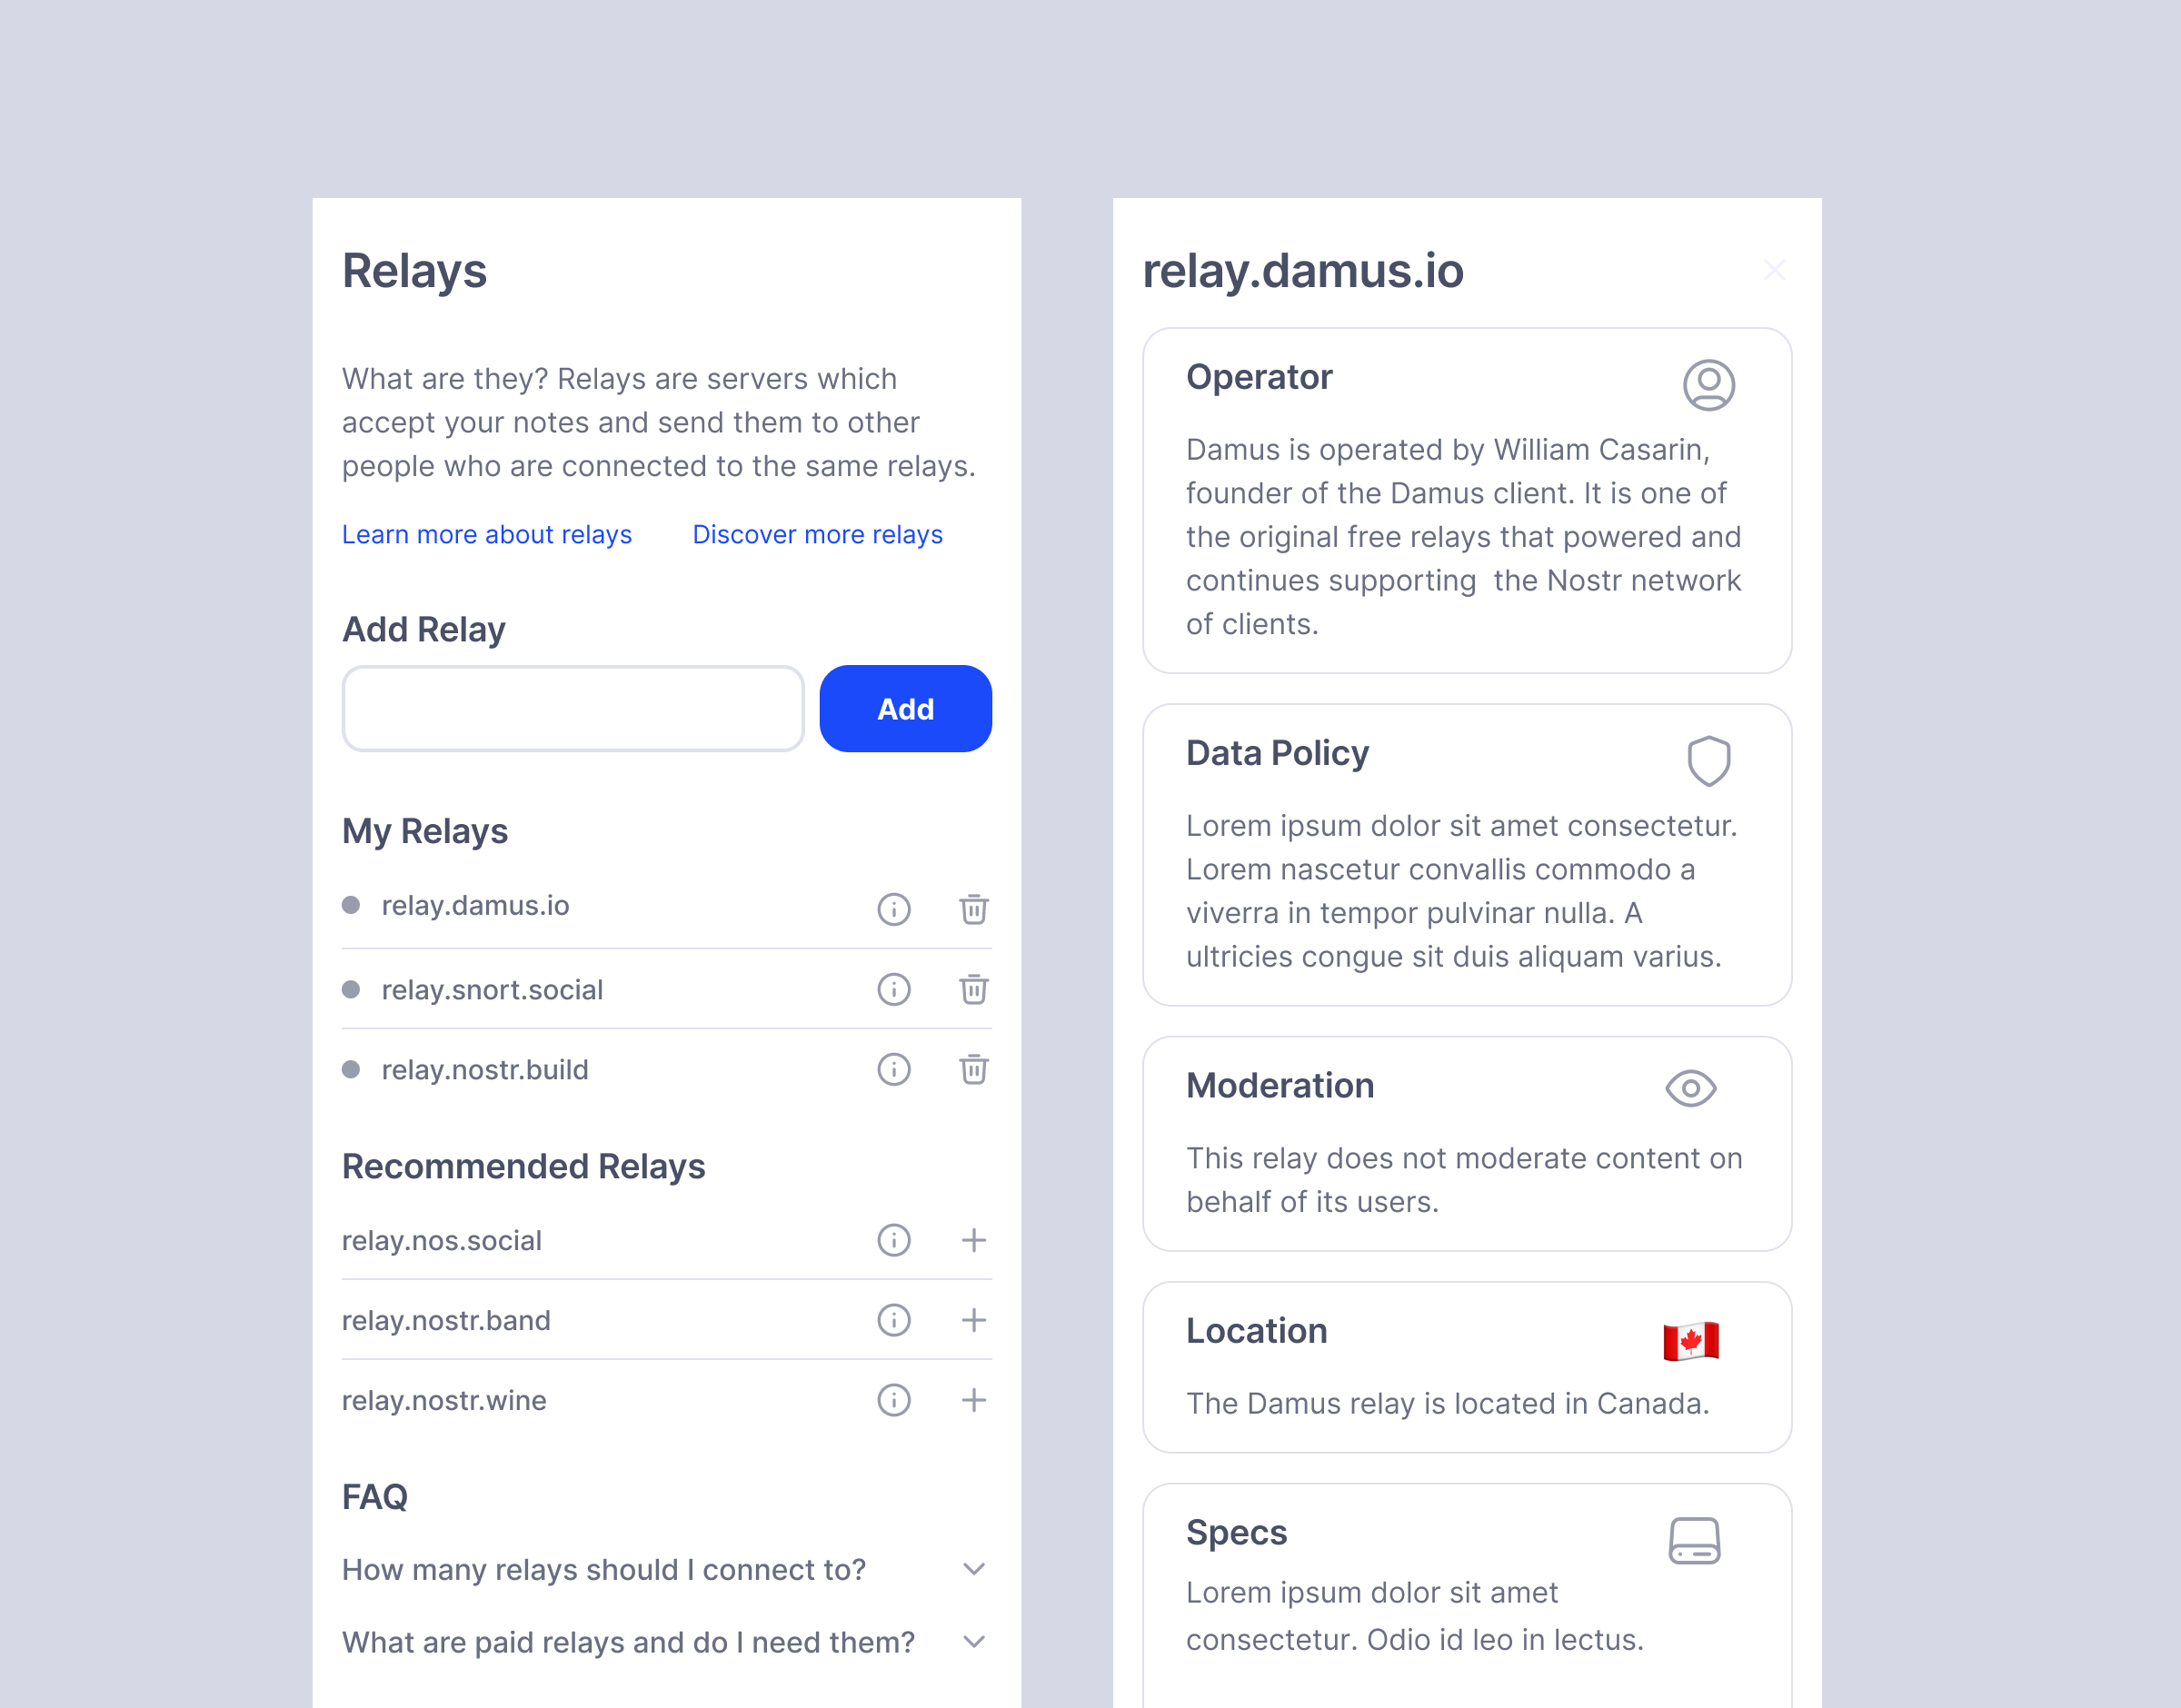 Relays
What are they? Relays are servers which
accept your notes and send them to other
people who are connected to the same relays.
Learn more about relays
Discover more relays
Add Relay
Add
My Relays
relay.damus.io
relay.snort.social
relay.nostr.build
Recommended Relays
relay.nos.social
relay.nostr.band
relay.nostr.wine
FAQ
How many relays should I connect to?
What are paid relays and do I need them?
relay.damus.io
Operator
Damus is operated by William Casarin,
founder of the Damus client. It is one of
the original free relays that powered and
continues supporting  the Nostr network
of clients.
Data Policy
Lorem ipsum dolor sit amet consectetur.
Lorem nascetur convallis commodo a
viverra in tempor pulvinar nulla. A
ultricies congue sit duis aliquam varius.
Moderation
This relay does not moderate content on
behalf of its users.
Location
The Damus relay is located in Canada.
Specs
Lorem ipsum dolor sit amet
consectetur. Odio id leo in lectus.